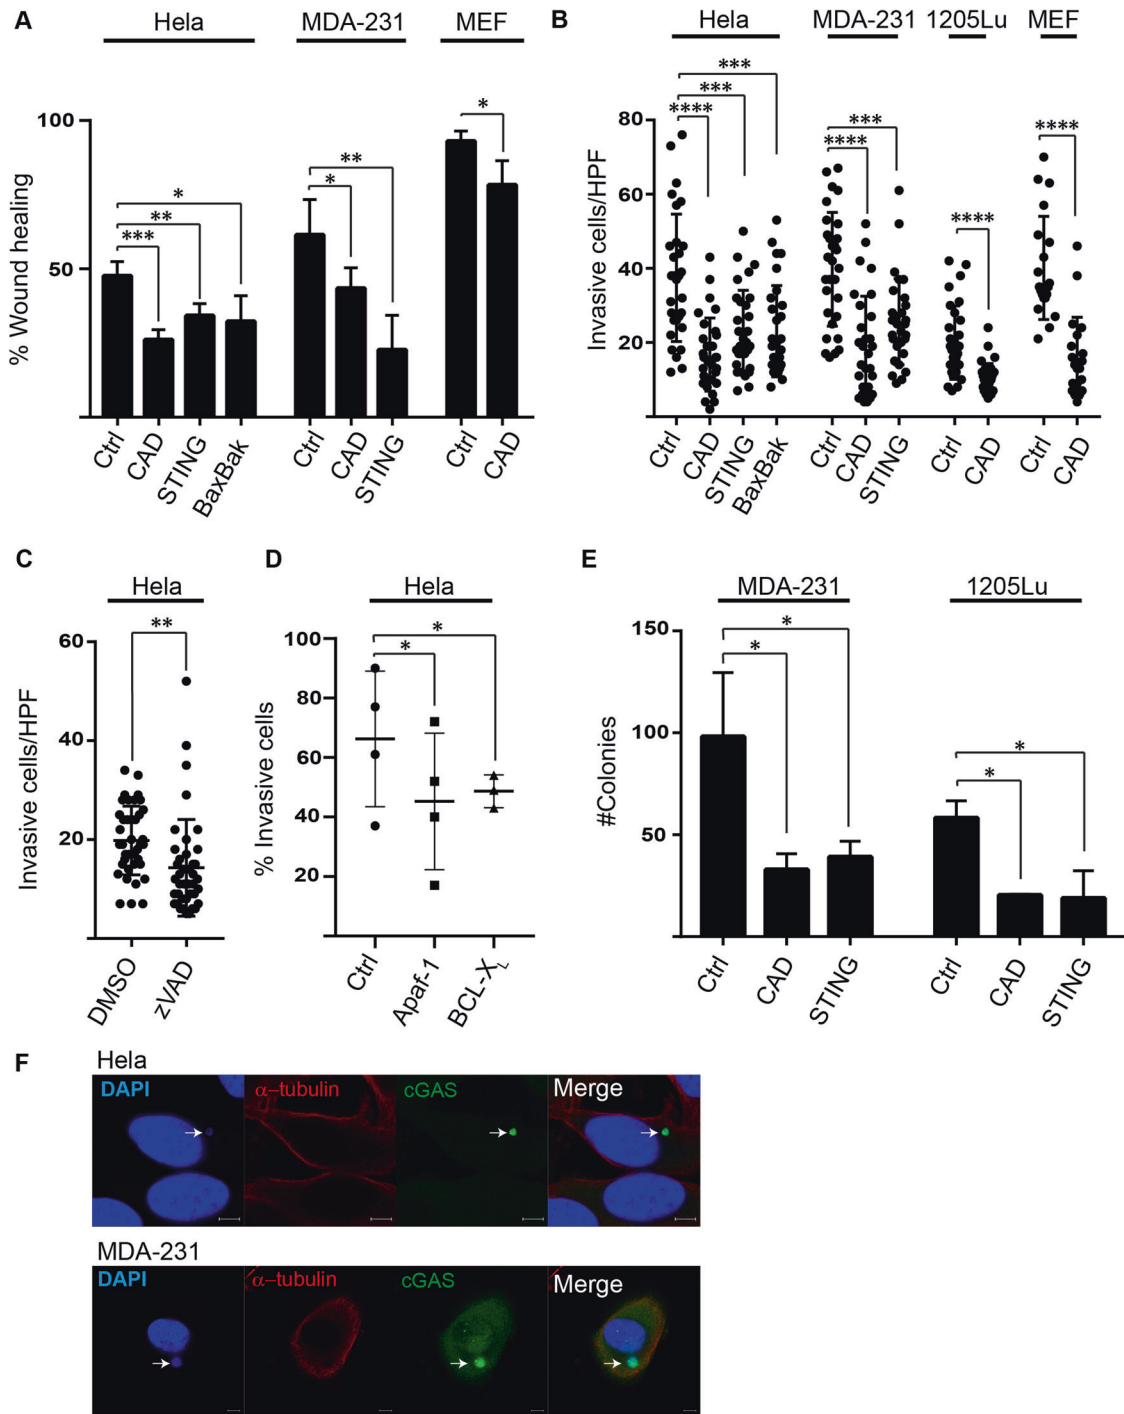 A
Hela
MDA-231
MEF
% Wound healing
100
50
*
**
***
**
*
*
Ctrl
CAD
STING
BaxBak
Ctrl
CAD
STING
Ctrl
CAD
B
Hela
MDA-231
1205Lu
MEF
Invasive cells/HPF
80
60
40
20
***
***
****
***
****
****
****
Ctrl
CAD
STING
BaxBak
Ctrl
CAD
STING
Ctrl
CAD
Ctrl
CAD
C
Hela
Invasive cells/HPF
60
40
20
**
DMSO
zVAD
D
Hela
% Invasive cells
100
80
60
40
20
*
*
Ctrl
Apaf-1
BCL-XL
E
MDA-231
1205Lu
#Colonies
150
100
50
*
*
*
*
Ctrl
CAD
STING
Ctrl
CAD
STING
F
Hela
DAPI
α–tubulin
cGAS
Merge
MDA-231
DAPI
α–tubulin
cGAS
Merge